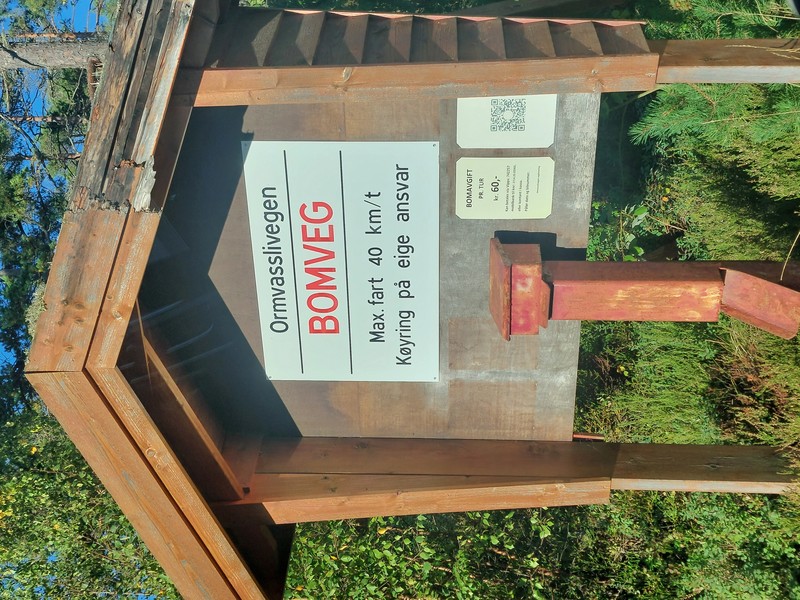 Ormvasslivegen
BOMVEG
Max. fart 40 km/t
Køyring på eige ansvar
BOMAVGIFT
PR. TUR
kr. 60,-